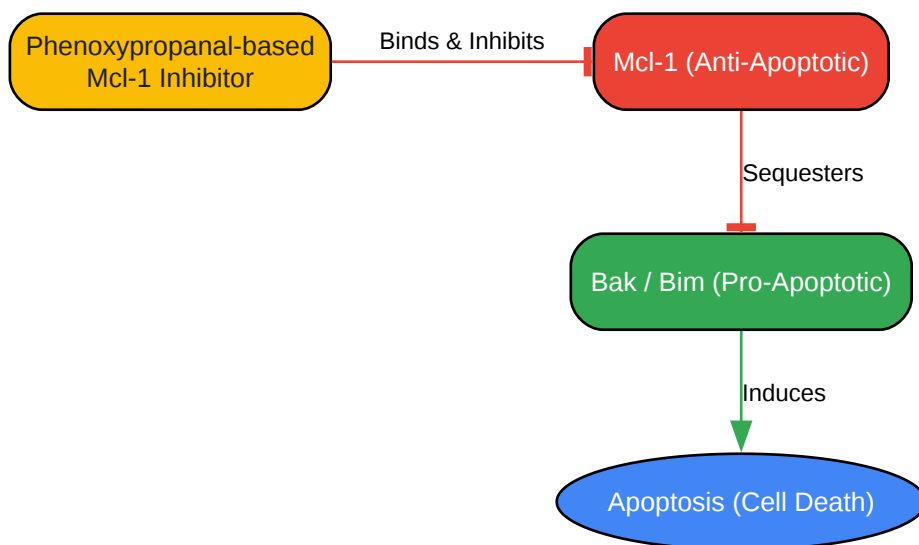 Phenoxypropanal-based
Mcl-1 Inhibitor
Binds & Inhibits
Mcl-1 (Anti-Apoptotic)
Sequesters
Bak / Bim (Pro-Apoptotic)
Induces
Apoptosis (Cell Death)